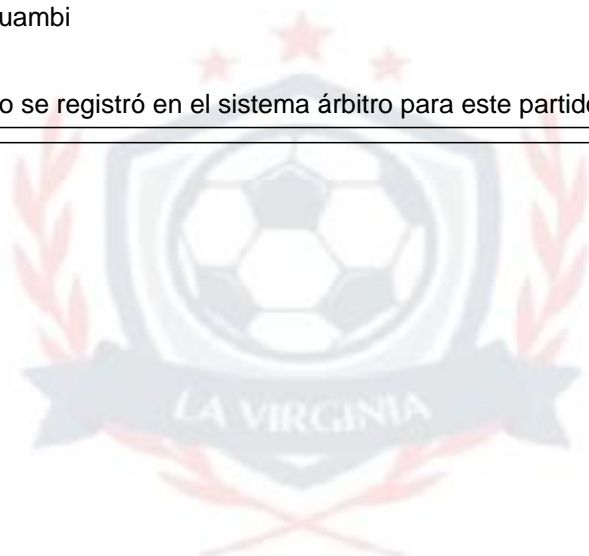 uambi
o se registró en el sistema árbitro para este partid
LA VIRGINIA